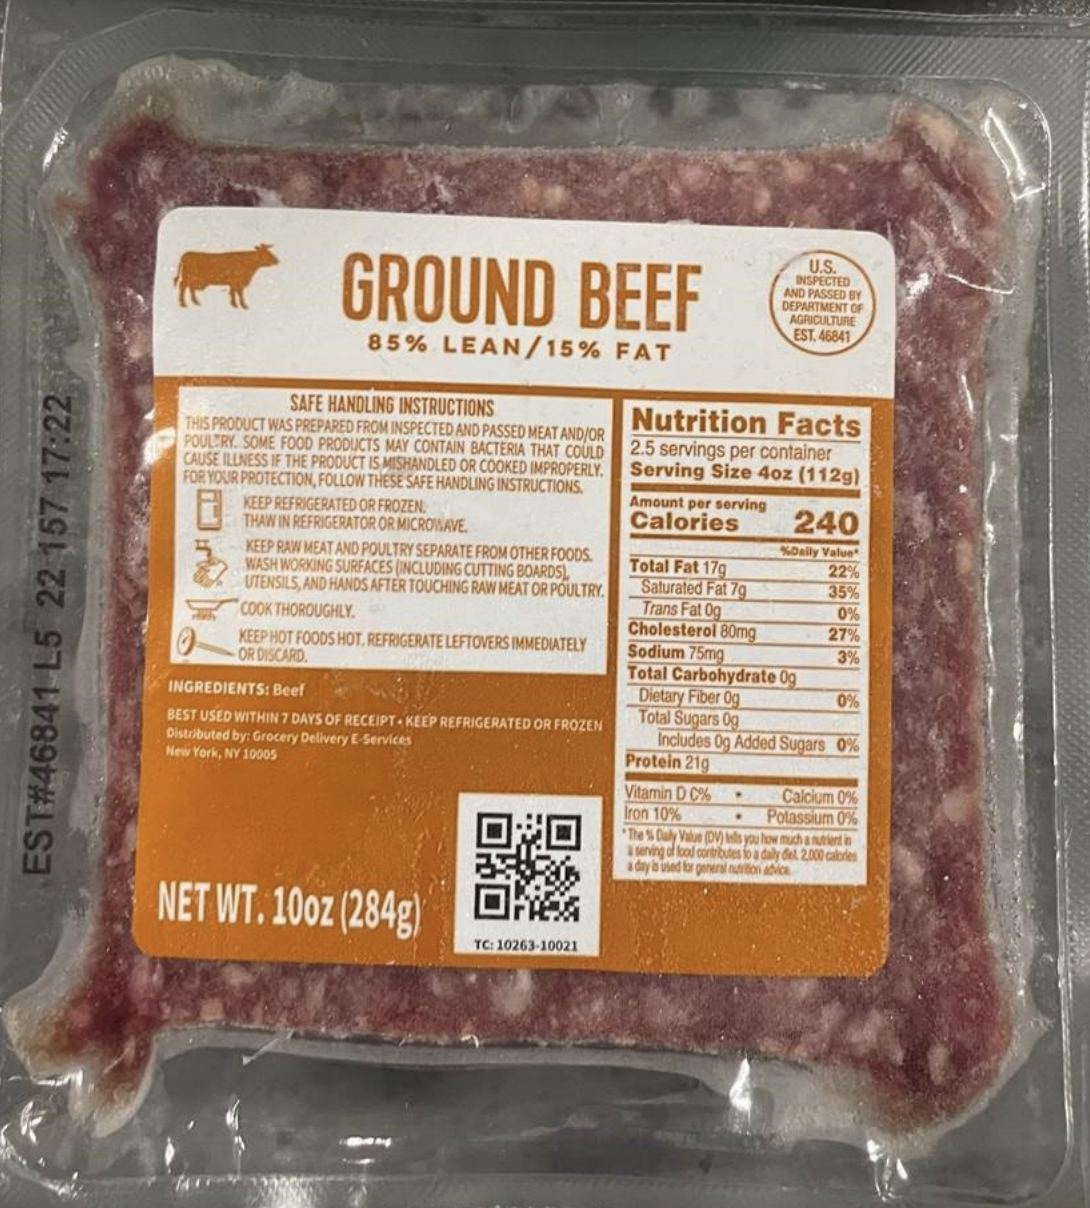 GROUND BEEF
85% LEAN/15% FAT
U.S.
INSPECTED
AND PASSED BY
DEPARTMENT OF
AGRICULTURE
EST. 46841
SAFE HANDLING INSTRUCTIONS
THIS PRODUCT WAS PREPARED FROM INSPECTED AND PASSED MEAT AND/OR
POULTRY. SOME FOOD PRODUCTS MAY CONTAIN BACTERIA THAT COULD
CAUSE ILLNESS IF THE PRODUCT IS MISHANDLED OR COOKED IMPROPERLY.
FOR YOUR PROTECTION, FOLLOW THESE SAFE HANDLING INSTRUCTIONS.
KEEP REFRIGERATED OR FROZEN.
THAW IN REFRIGERATOR OR MICROWAVE.
KEEP RAW MEAT AND POULTRY SEPARATE FROM OTHER FOODS.
WASH WORKING SURFACES (INCLUDING CUTTING BOARDS),
UTENSILS, AND HANDS AFTER TOUCHING RAW MEAT OR POULTRY.
COOK THOROUGHLY.
KEEP HOT FOODS HOT. REFRIGERATE LEFTOVERS IMMEDIATELY
OR DISCARD.
INGREDIENTS: Beef
BEST USED WITHIN 7 DAYS OF RECEIPT • KEEP REFRIGERATED OR FROZEN
Distributed by: Grocery Delivery E-Services
New York, NY 10005
NET WT. 10oz (284g)
TC: 10263-10021
Nutrition Facts
2.5 servings per container
Serving Size 4oz (112g)
Amount per serving
Calories 240
%Daily Value*
Total Fat 17g 22%
Saturated Fat 7g 35%
Trans Fat 0g 0%
Cholesterol 80mg 27%
Sodium 75mg 3%
Total Carbohydrate 0g
Dietary Fiber 0g 0%
Total Sugars 0g
Includes 0g Added Sugars 0%
Protein 21g
Vitamin D 0% • Calcium 0%
Iron 10% • Potassium 0%
*The % Daily Value (DV) tells you how much a nutrient in
a serving of food contributes to a daily diet. 2,000 calories
a day is used for general nutrition advice.
EST#46841 L5 22 157 17:22